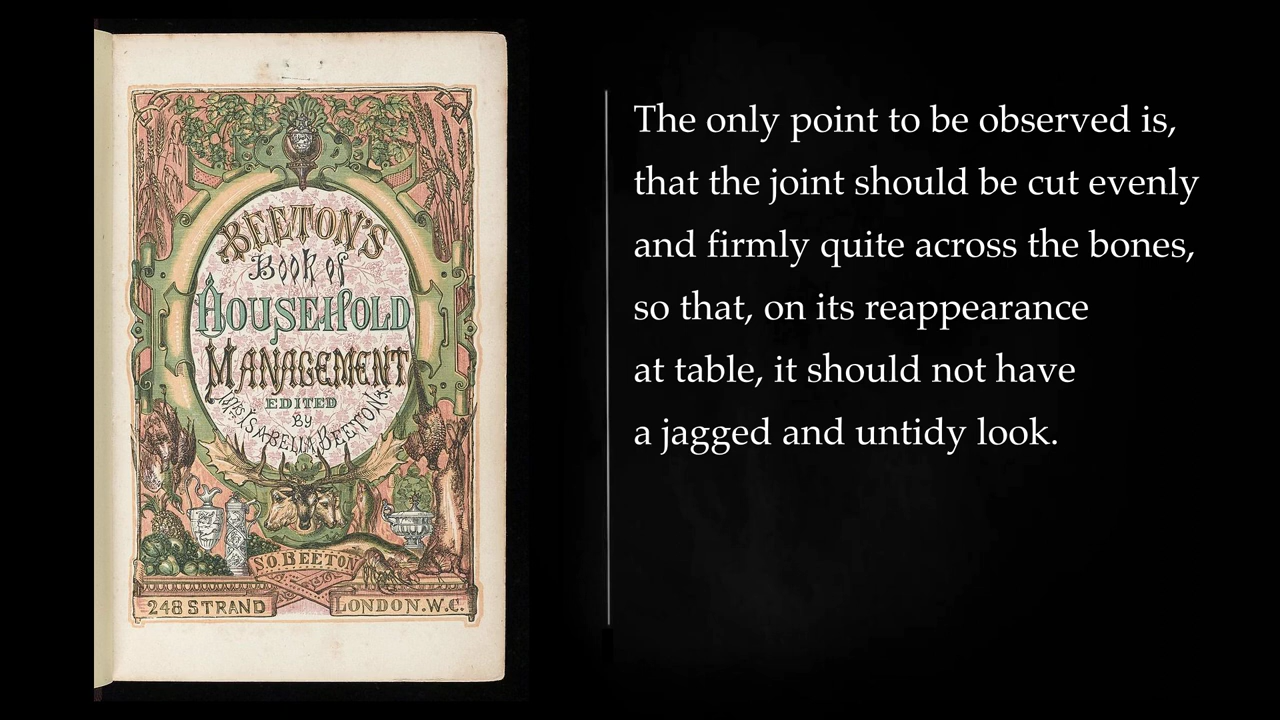 BEETON'S
Book of
HOUSEHOLD
MANAGEMENT
EDITED
BY
MRS ISABELLA BEETON
S.O. BEETON
248 STRAND
LONDON.W.C.
The only point to be observed is,
that the joint should be cut evenly
and firmly quite across the bones,
so that, on its reappearance
at table, it should not have
a jagged and untidy look.